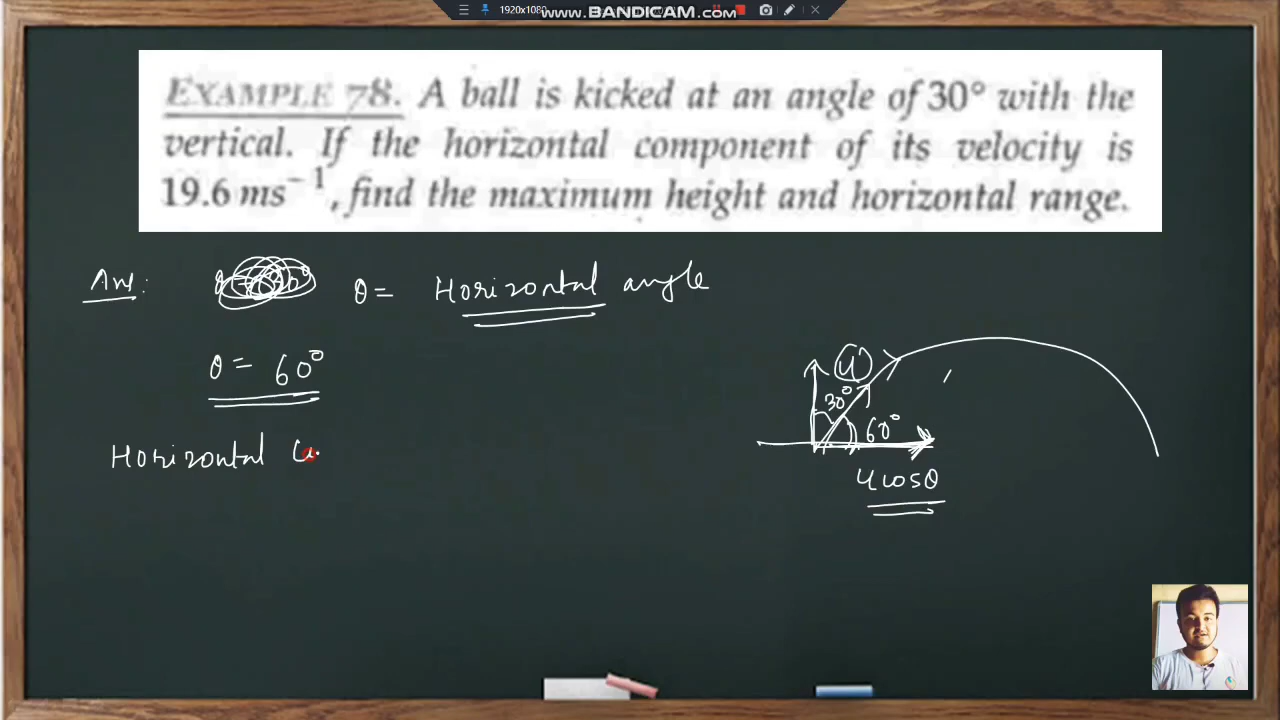 1920x1080
WWW.BANDICAM.COM
EXAMPLE 78. A ball is kicked at an angle of 30° with the
vertical. If the horizontal component of its velocity is
19.6 ms⁻¹, find the maximum height and horizontal range.
Ans: θ = Horizontal angle
θ = 60°
u
30°
60°
Horizontal
u cosθ